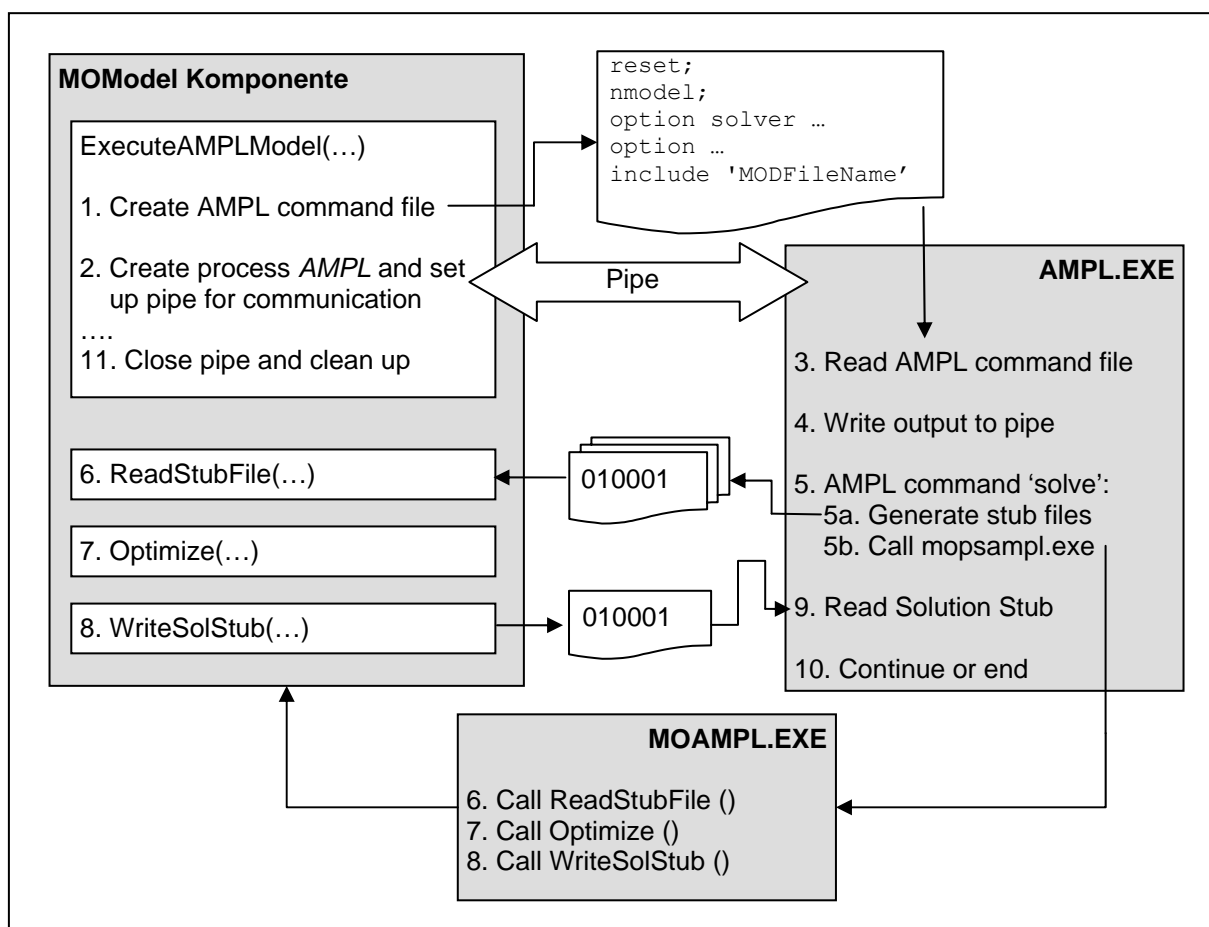 MOModel Komponente
ExecuteAMPLModel(…)
1. Create AMPL command file
2. Create process AMPL and set
up pipe for communication
….
11. Close pipe and clean up
6. ReadStubFile(…)
7. Optimize(…)
8. WriteSolStub(…)
reset;
nmodel;
option solver …
option …
include 'MODFileName’
Pipe
010001
010001
AMPL.EXE
3. Read AMPL command file
4. Write output to pipe
5. AMPL command ‘solve’:
5a. Generate stub files
5b. Call mopsampl.exe
9. Read Solution Stub
10. Continue or end
MOAMPL.EXE
6. Call ReadStubFile ()
7. Call Optimize ()
8. Call WriteSolStub ()